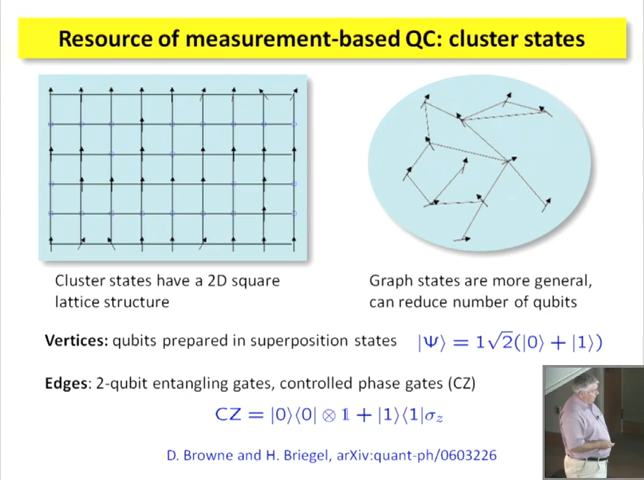 Resource of measurement-based QC: cluster states
Cluster states have a 2D square
lattice structure
Graph states are more general,
can reduce number of qubits
Vertices: qubits prepared in superposition states |Ψ⟩ = 1√2(|0⟩ + |1⟩)
Edges: 2-qubit entangling gates, controlled phase gates (CZ)
CZ = |0⟩⟨0| ⊗ 𝟙 + |1⟩⟨1|σ_z
D. Browne and H. Briegel, arXiv:quant-ph/0603226